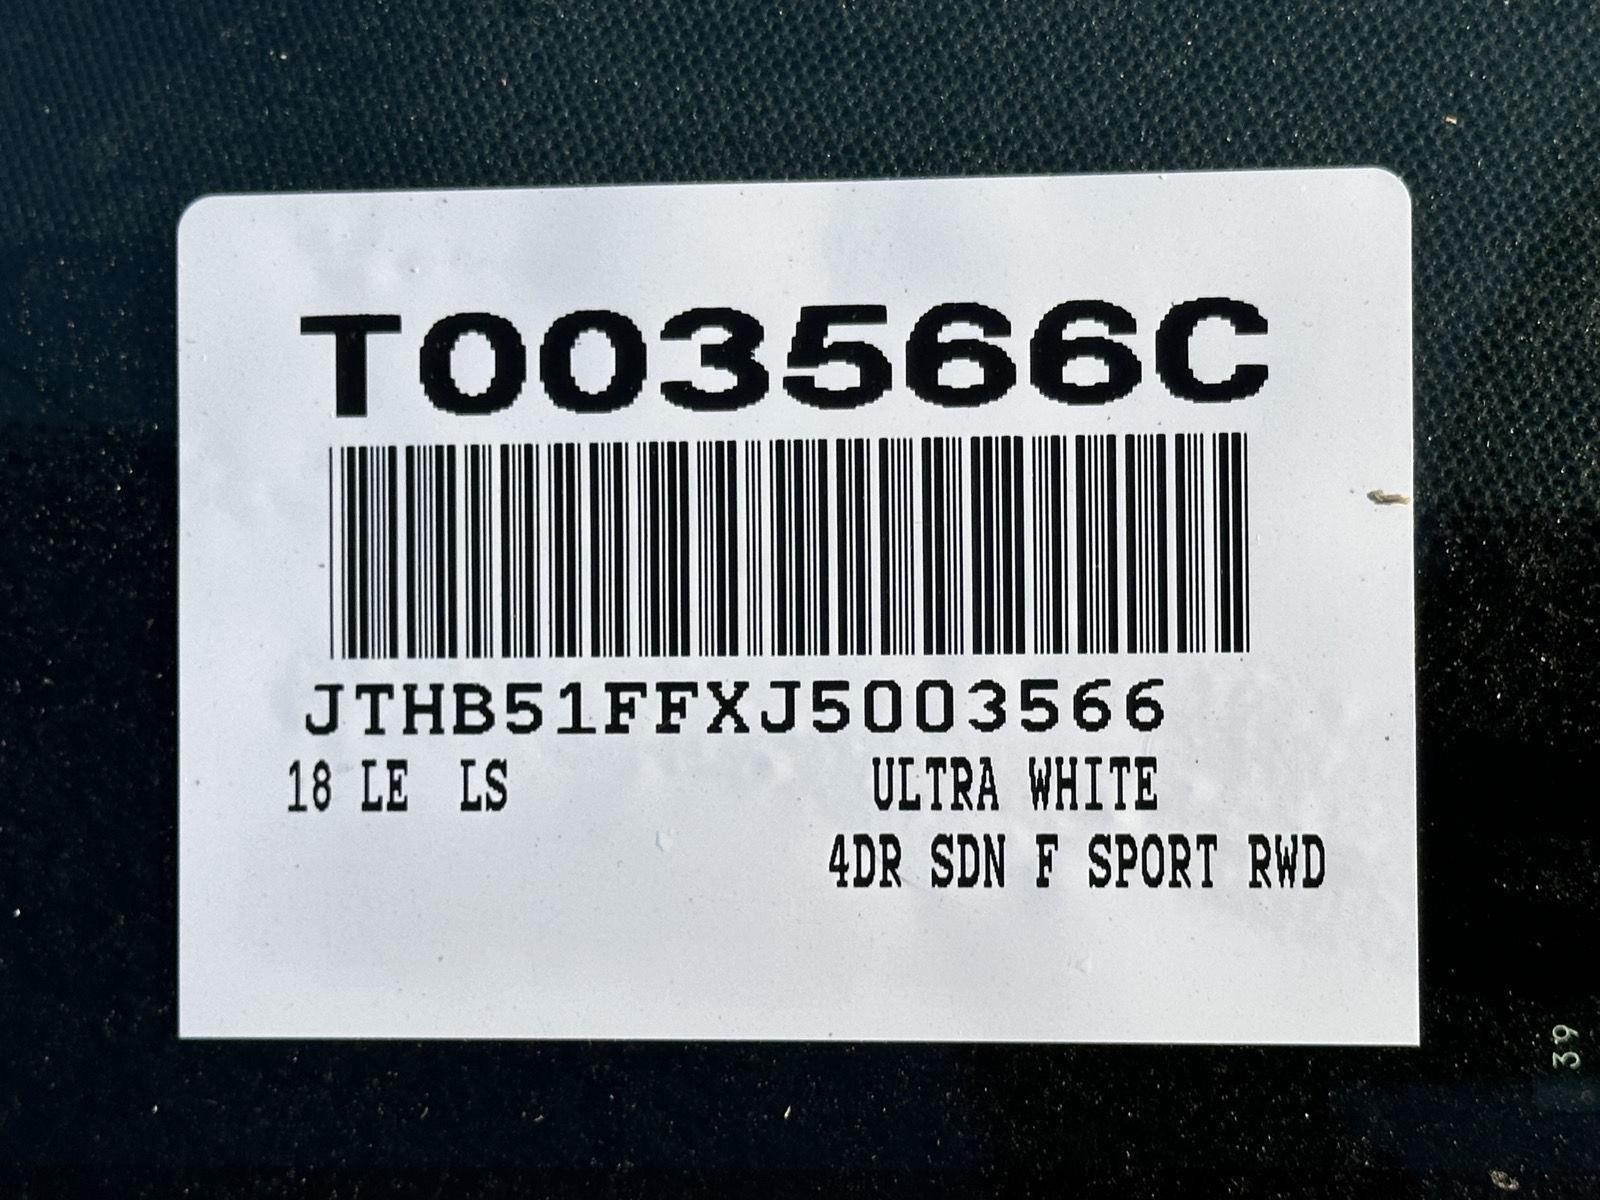 T003566C
JTHB51FFXJ5003566
18 LE LS ULTRA WHITE
4DR SDN F SPORT RWD
39